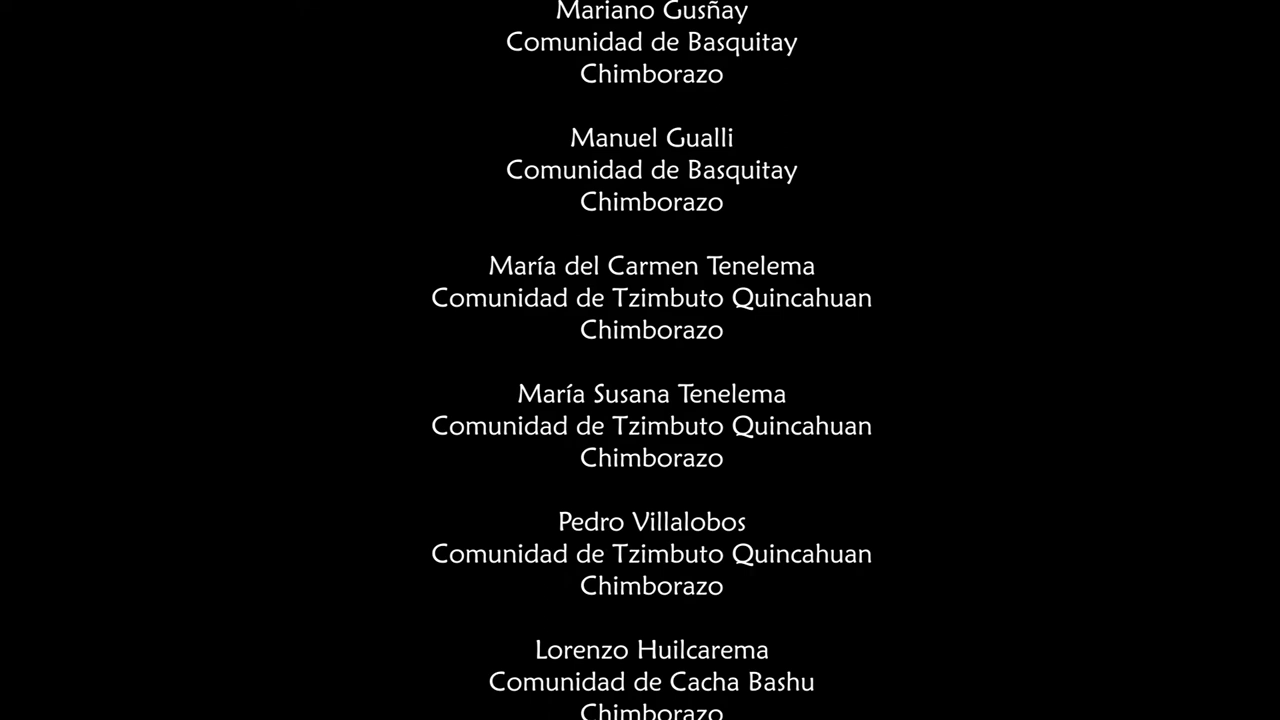 Mariano Gusñay
Comunidad de Basquitay
Chimborazo
Manuel Gualli
Comunidad de Basquitay
Chimborazo
María del Carmen Tenelema
Comunidad de Tzimbuto Quincahuan
Chimborazo
María Susana Tenelema
Comunidad de Tzimbuto Quincahuan
Chimborazo
Pedro Villalobos
Comunidad de Tzimbuto Quincahuan
Chimborazo
Lorenzo Huilcarema
Comunidad de Cacha Bashu
Chimborazo